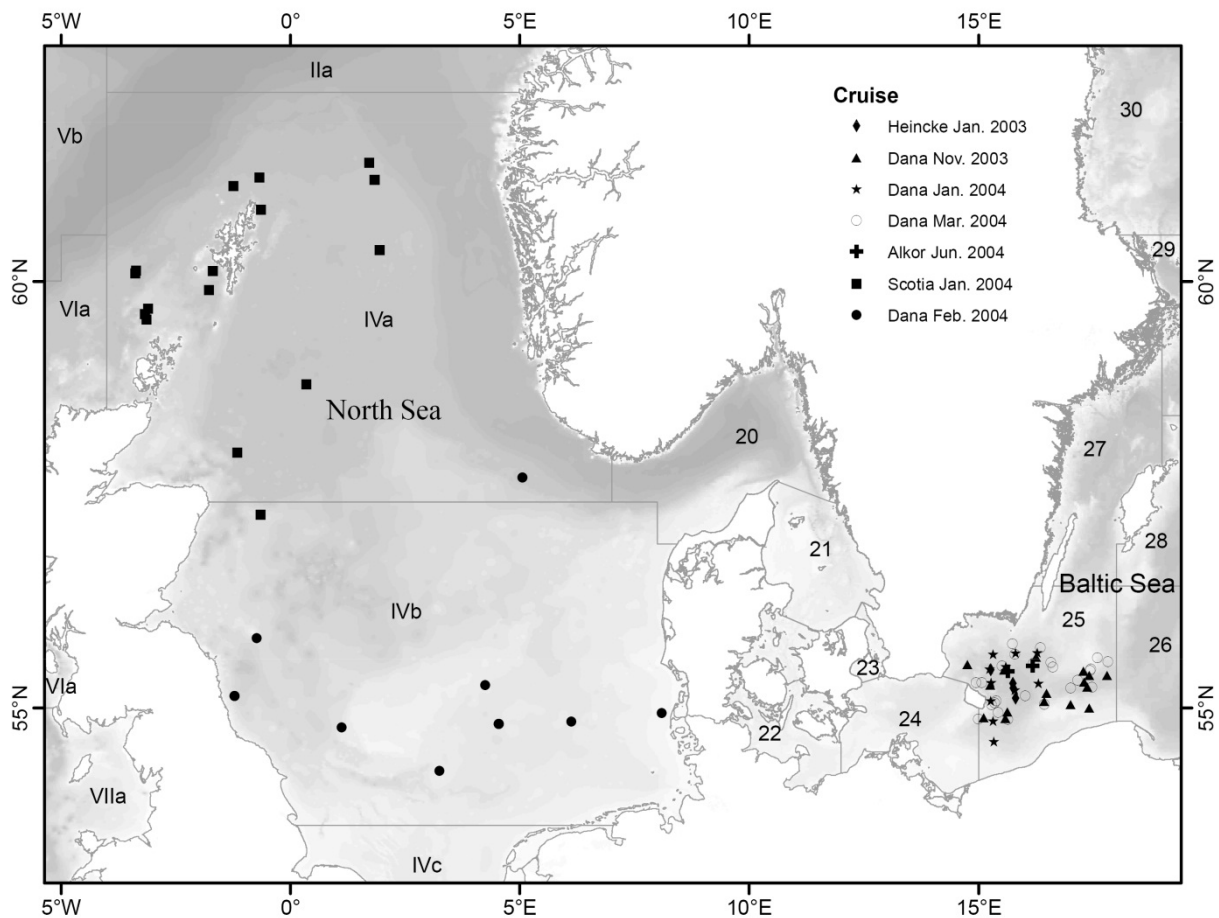 5°W 0° 5°E 10°E 15°E
IIa
Cruise
Vb
30
Heincke Jan. 2003
Dana Nov. 2003
Dana Jan. 2004
Dana Mar. 2004
Alkor Jun. 2004
Scotia Jan. 2004
Dana Feb. 2004
29
60°N 60°N
VIa
IVa
North Sea
20
27
21
28
Baltic Sea
IVb
25
26
23
VIa
55°N 55°N
24
22
VIIa
IVc
5°W 0° 5°E 10°E 15°E